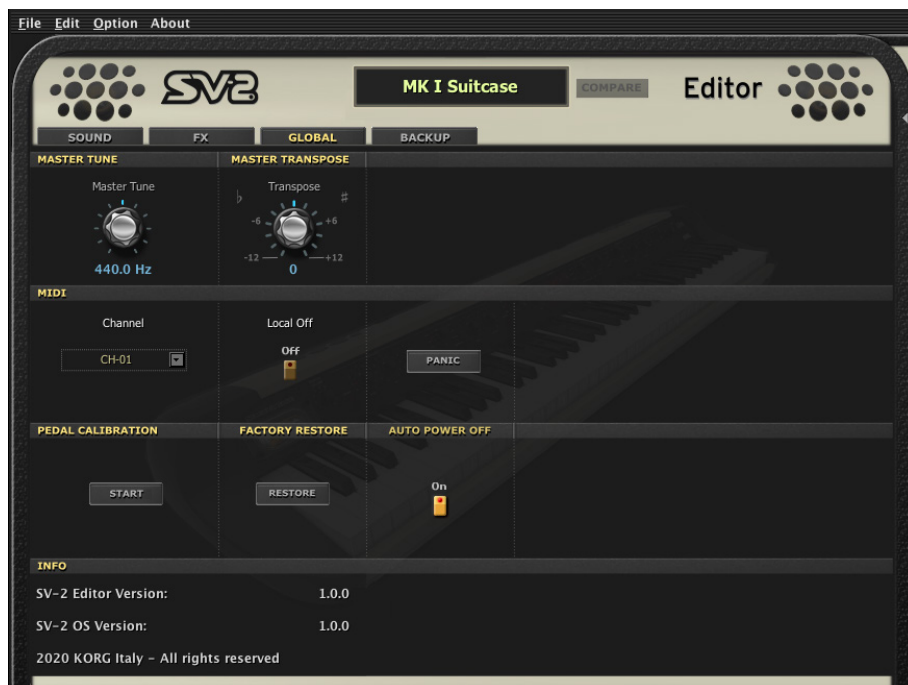 File Edit Option About
SV2 MK I Suitcase COMPARE Editor
SOUND FX GLOBAL BACKUP
MASTER TUNE MASTER TRANSPOSE
Master Tune Transpose
♭ ♯
-6 +6
-12 +12
440.0 Hz 0
MIDI
Channel Local Off
Off
CH-01 PANIC
PEDAL CALIBRATION FACTORY RESTORE AUTO POWER OFF
On
START RESTORE
INFO
SV-2 Editor Version: 1.0.0
SV-2 OS Version: 1.0.0
2020 KORG Italy - All rights reserved